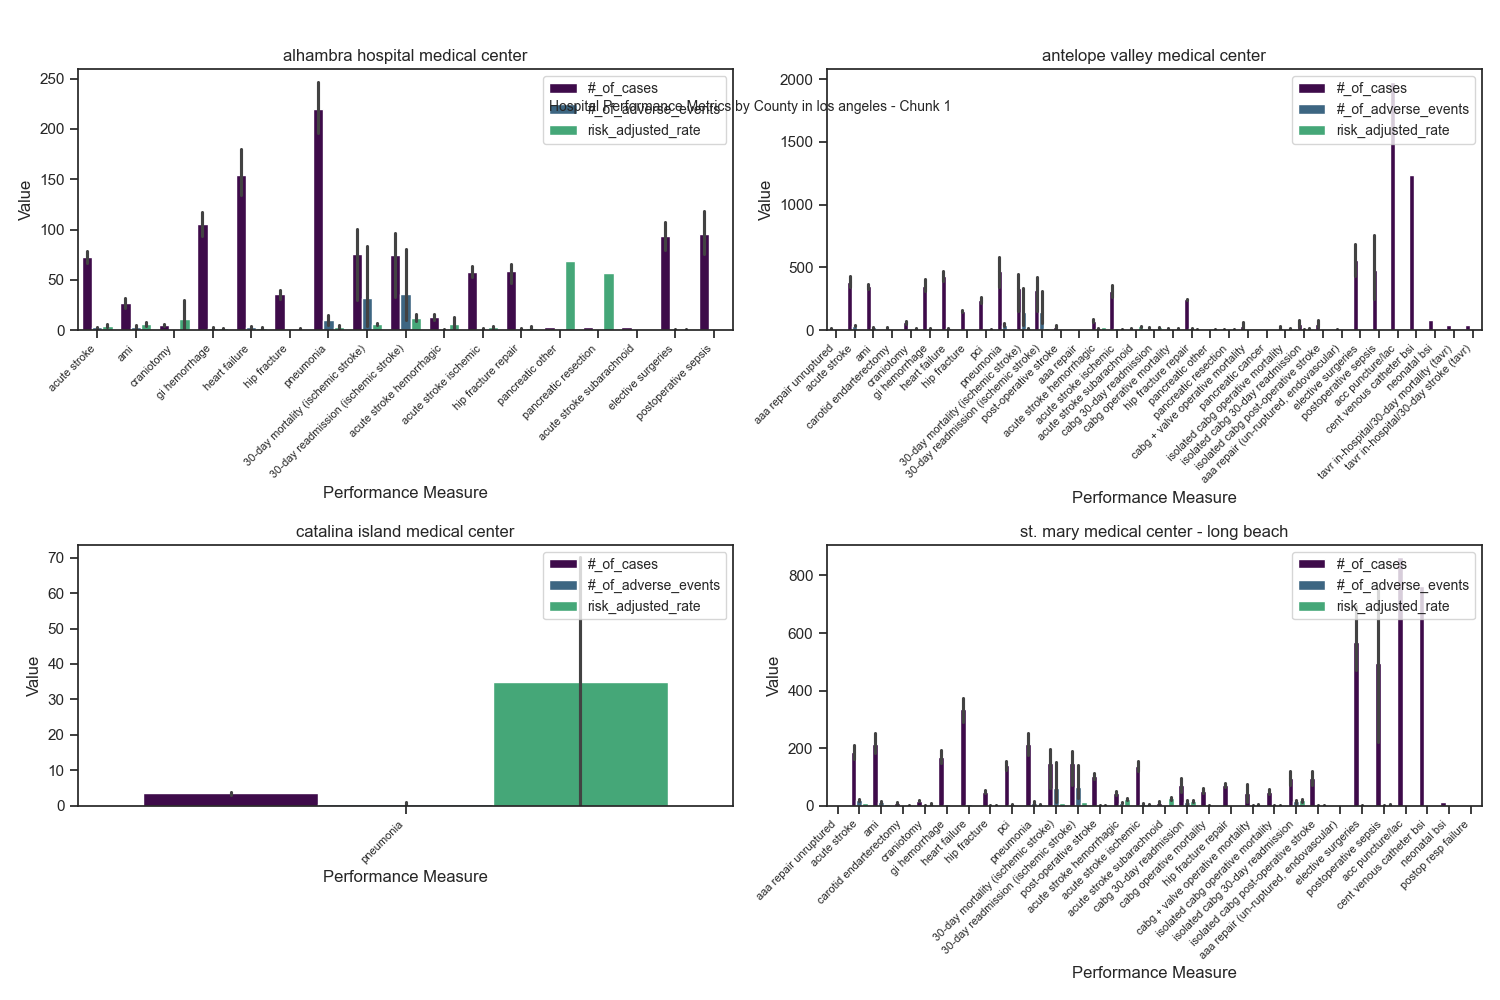 alhambra hospital medical center
antelope valley medical center
Hospital Performance Metrics by County in los angeles - Chunk 1
#_of_cases
#_of_adverse_events
risk_adjusted_rate
Value
250
200
150
100
50
0
acute stroke
ami
craniotomy
gi hemorrhage
heart failure
hip fracture
pneumonia
30-day mortality (ischemic stroke)
30-day readmission (ischemic stroke)
acute stroke hemorrhagic
acute stroke ischemic
hip fracture repair
pancreatic other
pancreatic resection
acute stroke subarachnoid
elective surgeries
postoperative sepsis
Performance Measure
#_of_cases
#_of_adverse_events
risk_adjusted_rate
Value
2000
1500
1000
500
0
aaa repair unruptured
acute stroke
ami
carotid endarterectomy
craniotomy
gi hemorrhage
heart failure
hip fracture
pci
pneumonia
30-day mortality (ischemic stroke)
30-day readmission (ischemic stroke)
post-operative stroke
aaa repair
acute stroke hemorrhagic
acute stroke ischemic
acute stroke subarachnoid
cabg 30-day readmission
cabg operative mortality
hip fracture repair
pancreatic other
pancreatic resection
cabg + valve operative mortality
pancreatic cancer
isolated cabg operative mortality
isolated cabg 30-day readmission
isolated cabg post-operative stroke
aaa repair (un-ruptured, endovascular)
elective surgeries
postoperative sepsis
acc puncture/lac
cent venous catheter bsi
neonatal bsi
tavr in-hospital/30-day mortality (tavr)
tavr in-hospital/30-day stroke (tavr)
Performance Measure
catalina island medical center
#_of_cases
#_of_adverse_events
risk_adjusted_rate
Value
70
60
50
40
30
20
10
0
pneumonia
Performance Measure
st. mary medical center - long beach
#_of_cases
#_of_adverse_events
risk_adjusted_rate
Value
800
600
400
200
0
aaa repair unruptured
acute stroke
ami
carotid endarterectomy
craniotomy
gi hemorrhage
heart failure
hip fracture
pci
pneumonia
30-day mortality (ischemic stroke)
30-day readmission (ischemic stroke)
post-operative stroke
acute stroke hemorrhagic
acute stroke ischemic
acute stroke subarachnoid
cabg 30-day readmission
cabg operative mortality
hip fracture repair
cabg + valve operative mortality
isolated cabg operative mortality
isolated cabg 30-day readmission
isolated cabg post-operative stroke
aaa repair (un-ruptured, endovascular)
elective surgeries
postoperative sepsis
acc puncture/lac
cent venous catheter bsi
neonatal bsi
postop resp failure
Performance Measure